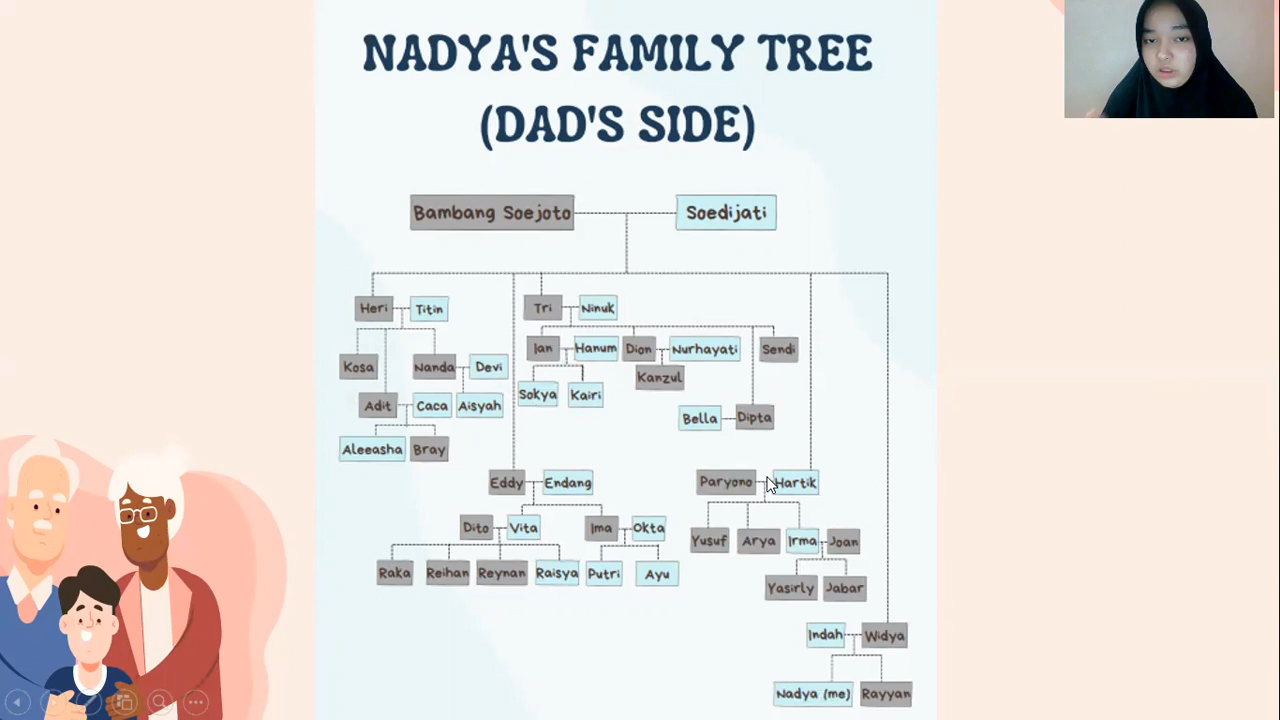 NADYA'S FAMILY TREE
(DAD'S SIDE)
Bambang Soejoto
Soedijati
Heri
Titin
Tri
Ninuk
Ian
Hanum
Dion
Nurhayati
Sendi
Kosa
Nanda
Devi
Kanzul
Sokya
Kairi
Adit
Caca
Aisyah
Bella
Dipta
Aleeasha
Bray
Eddy
Endang
Paryono
Hartik
Dito
Vita
Ima
Okta
Yusuf
Arya
Irma
Joan
Raka
Reihan
Reynan
Raisya
Putri
Ayu
Yasirly
Jabar
Indah
Widya
Nadya (me)
Rayyan